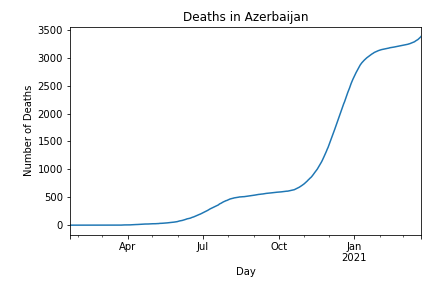 Deaths in Azerbaijan
3500
3000
2500
2000
1500
1000
500
0
Number of Deaths
Apr
Jul
Oct
Jan
2021
Day